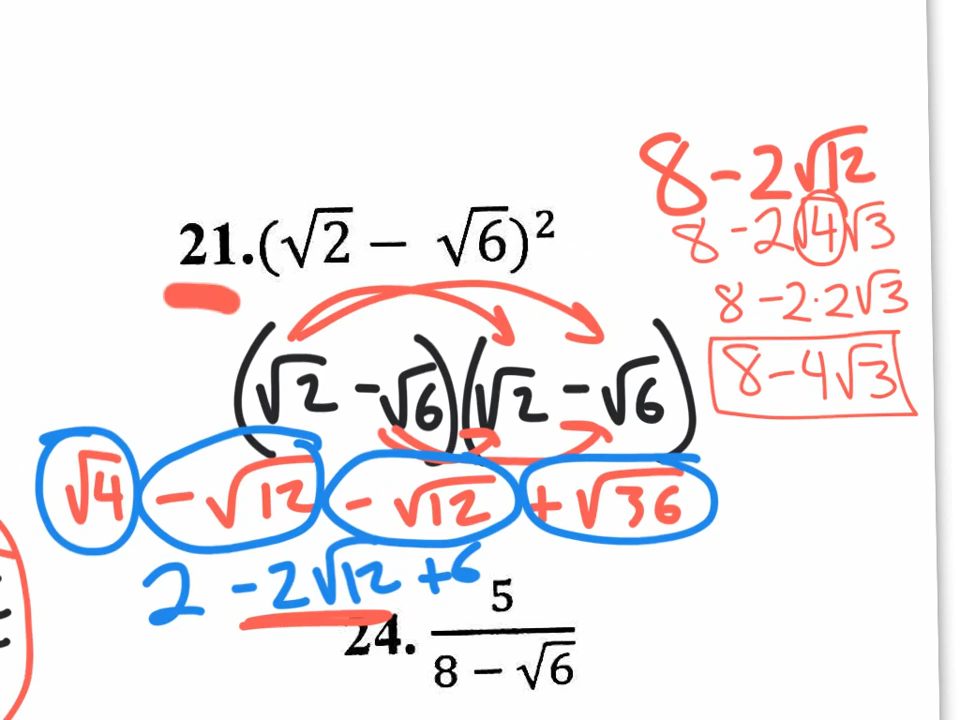 21. (√2 − √6)²
(√2 − √6)(√2 − √6)
√4 − √12 − √12 + √36
2 − 2√12 + 6
8 − 2√12
8 − 2√4√3
8 − 2·2√3
8 − 4√3
24. 5/(8 − √6)